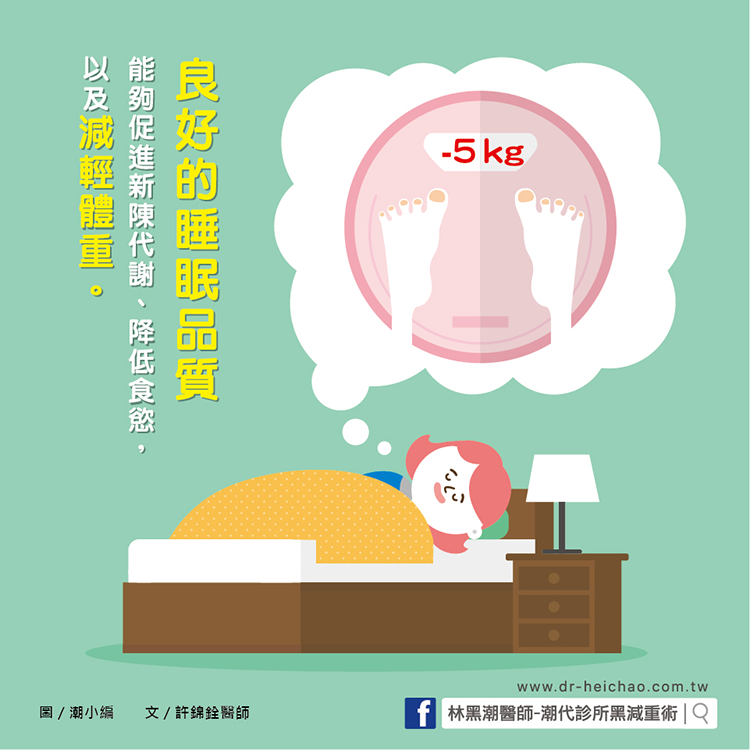 良好的睡眠品質
能夠促進新陳代謝、降低食慾，
以及減輕體重。
-5kg
www.dr-heichao.com.tw
圖/潮小編 文/許錦銓醫師
f 林黑潮醫師-潮代診所黑減重術